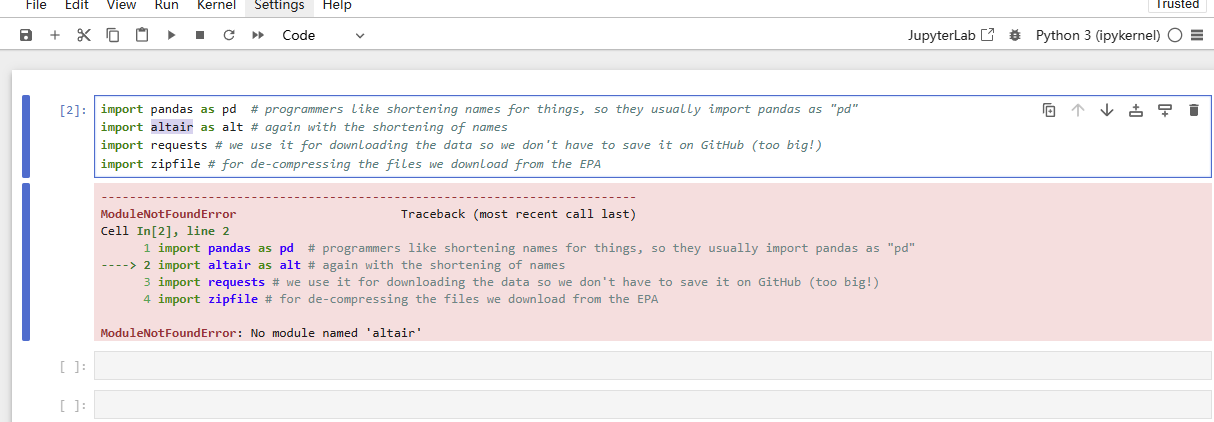 File Edit View Run Kernel Settings Help Trusted
Code JupyterLab Python 3 (ipykernel)
[2]: import pandas as pd  # programmers like shortening names for things, so they usually import pandas as "pd"
import altair as alt # again with the shortening of names
import requests # we use it for downloading the data so we don't have to save it on GitHub (too big!)
import zipfile # for de-compressing the files we download from the EPA
---------------------------------------------------------------------------
ModuleNotFoundError                       Traceback (most recent call last)
Cell In[2], line 2
      1 import pandas as pd  # programmers like shortening names for things, so they usually import pandas as "pd"
----> 2 import altair as alt # again with the shortening of names
      3 import requests # we use it for downloading the data so we don't have to save it on GitHub (too big!)
      4 import zipfile # for de-compressing the files we download from the EPA
ModuleNotFoundError: No module named 'altair'
[ ]:
[ ]: